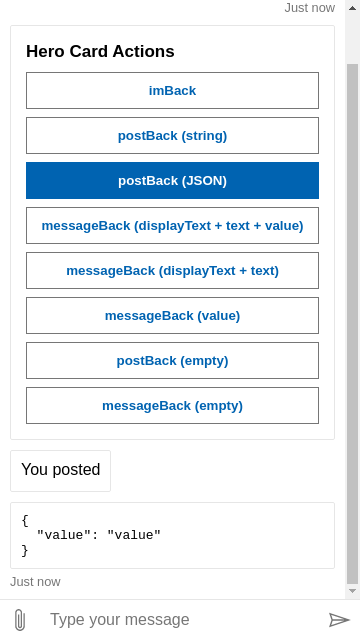 Just now
Hero Card Actions
imBack
postBack (string)
postBack (JSON)
messageBack (displayText + text + value)
messageBack (displayText + text)
messageBack (value)
postBack (empty)
messageBack (empty)
You posted
{
  "value": "value"
}
Just now
Type your message